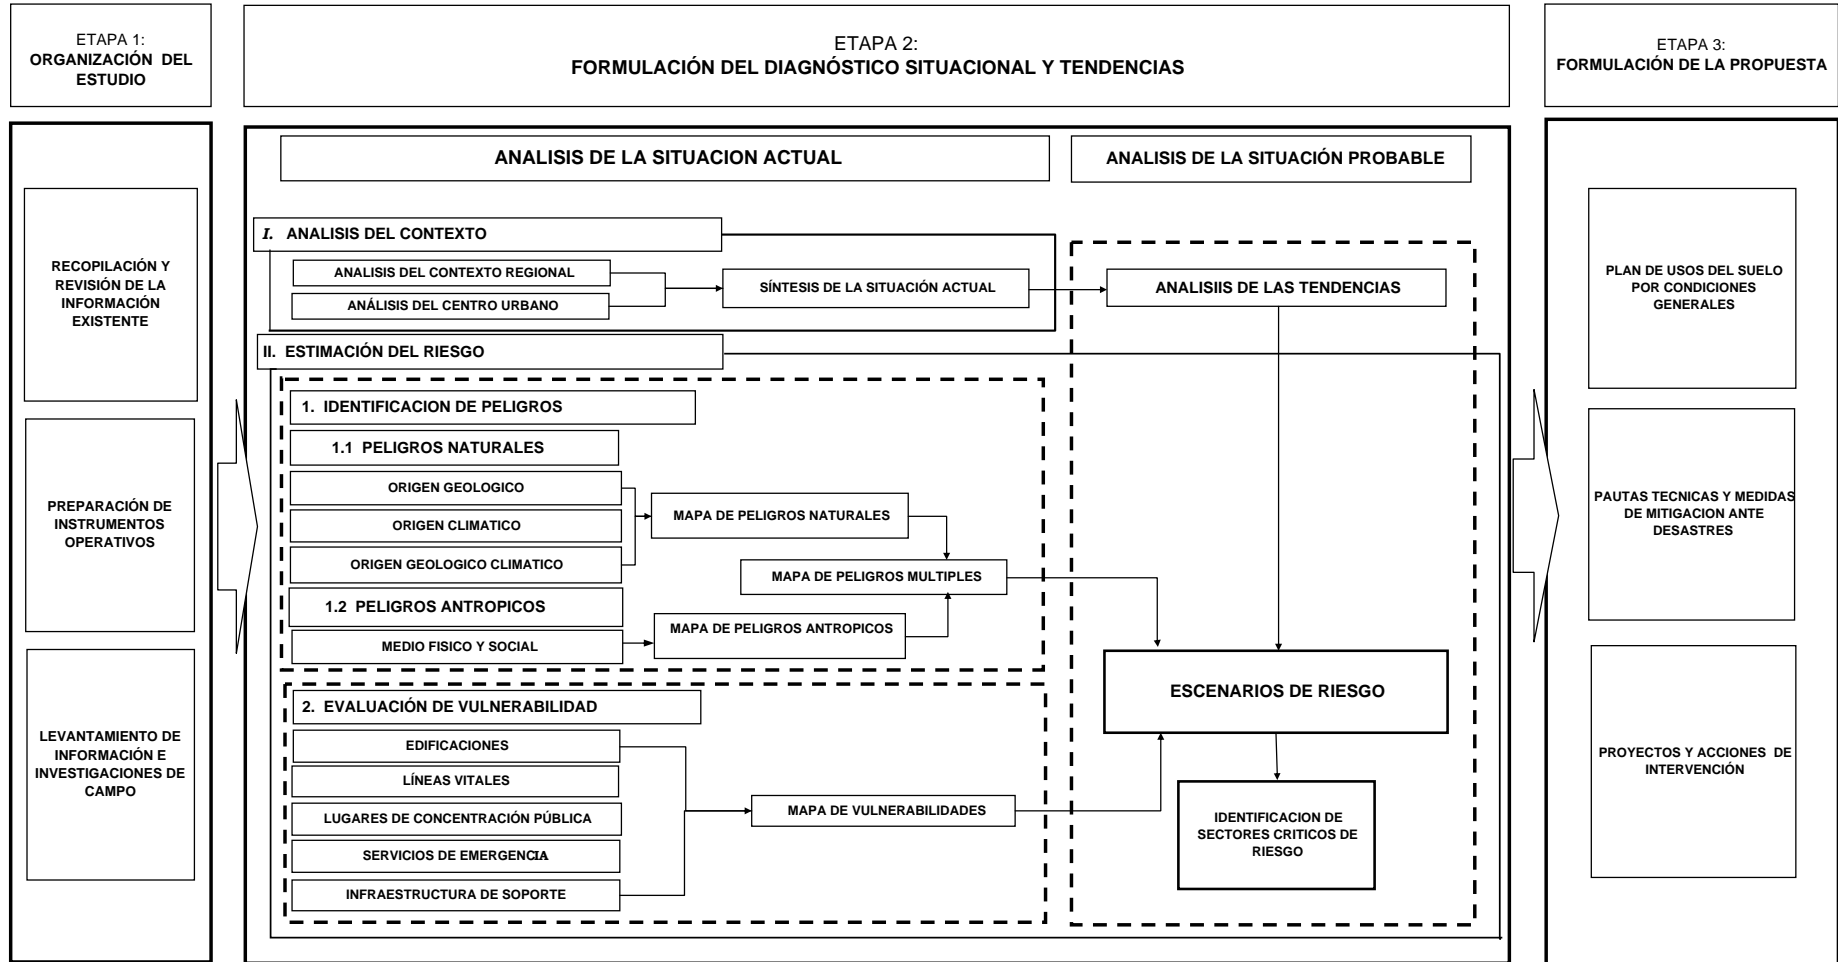 ETAPA 1:
ORGANIZACIÓN DEL
ESTUDIO
ETAPA 2:
FORMULACIÓN DEL DIAGNÓSTICO SITUACIONAL Y TENDENCIAS
ETAPA 3:
FORMULACIÓN DE LA PROPUESTA
RECOPILACIÓN Y
REVISIÓN DE LA
INFORMACIÓN
EXISTENTE
PREPARACIÓN DE
INSTRUMENTOS
OPERATIVOS
LEVANTAMIENTO DE
INFORMACIÓN E
INVESTIGACIONES DE
CAMPO
ANALISIS DE LA SITUACION ACTUAL
ANALISIS DE LA SITUACIÓN PROBABLE
I. ANALISIS DEL CONTEXTO
ANALISIS DEL CONTEXTO REGIONAL
ANÁLISIS DEL CENTRO URBANO
SÍNTESIS DE LA SITUACIÓN ACTUAL
ANALISIIS DE LAS TENDENCIAS
II. ESTIMACIÓN DEL RIESGO
1. IDENTIFICACION DE PELIGROS
1.1 PELIGROS NATURALES
ORIGEN GEOLOGICO
ORIGEN CLIMATICO
ORIGEN GEOLOGICO CLIMATICO
MAPA DE PELIGROS NATURALES
MAPA DE PELIGROS MULTIPLES
1.2 PELIGROS ANTROPICOS
MEDIO FISICO Y SOCIAL
MAPA DE PELIGROS ANTROPICOS
2. EVALUACIÓN DE VULNERABILIDAD
EDIFICACIONES
LÍNEAS VITALES
LUGARES DE CONCENTRACIÓN PÚBLICA
SERVICIOS DE EMERGENCIA
INFRAESTRUCTURA DE SOPORTE
MAPA DE VULNERABILIDADES
ESCENARIOS DE RIESGO
IDENTIFICACION DE
SECTORES CRITICOS DE
RIESGO
PLAN DE USOS DEL SUELO
POR CONDICIONES
GENERALES
PAUTAS TECNICAS Y MEDIDAS
DE MITIGACION ANTE
DESASTRES
PROYECTOS Y ACCIONES DE
INTERVENCIÓN